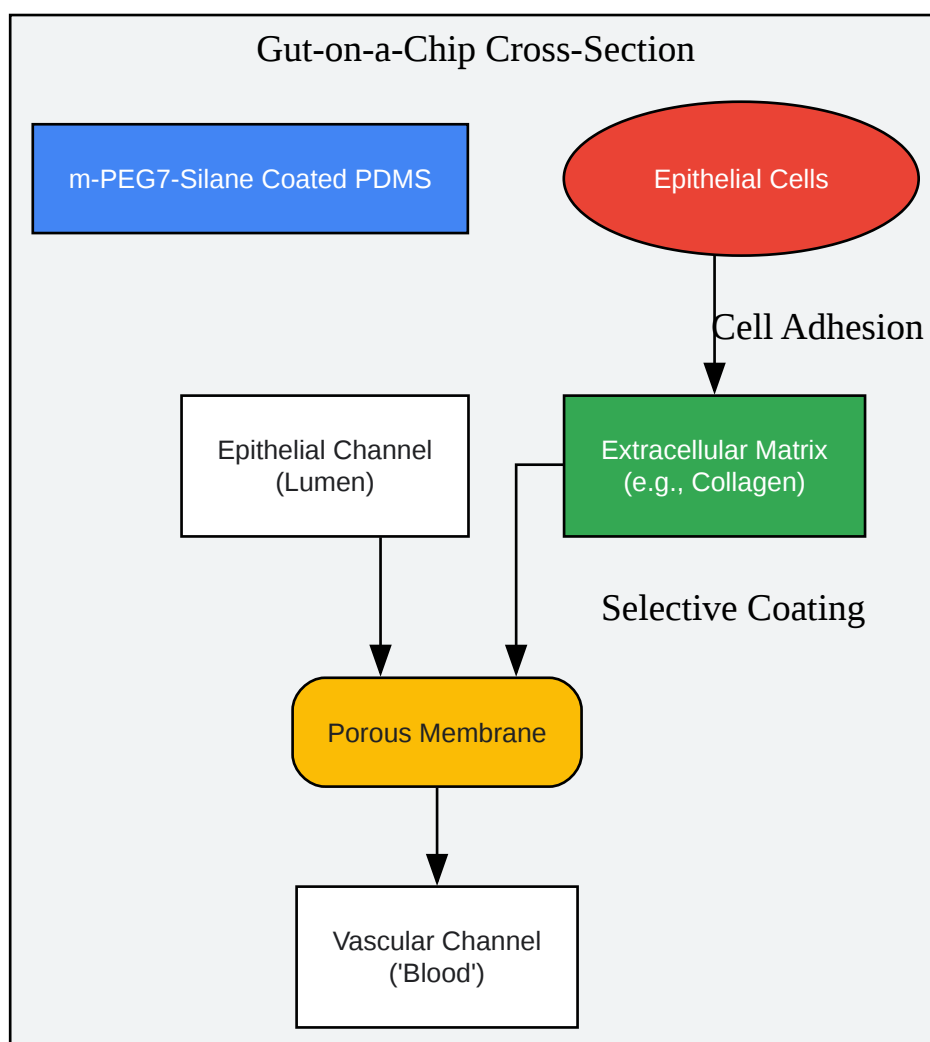 Gut-on-a-Chip Cross-Section
m-PEG7-Silane Coated PDMS
Epithelial Cells
Cell Adhesion
Epithelial Channel
(Lumen)
Extracellular Matrix
(e.g., Collagen)
Selective Coating
Porous Membrane
Vascular Channel
('Blood')